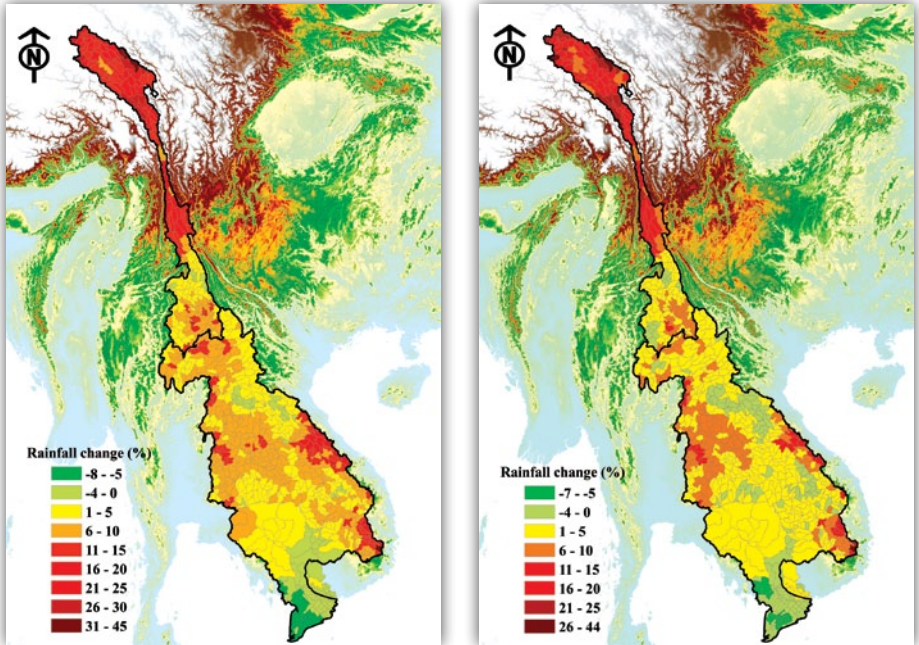 N
Rainfall change (%)
-8 - -5
-4 - 0
1 - 5
6 - 10
11 - 15
16 - 20
21 - 25
26 - 30
31 - 45
N
Rainfall change (%)
-7 - -5
-4 - 0
1 - 5
6 - 10
11 - 15
16 - 20
21 - 25
26 - 44